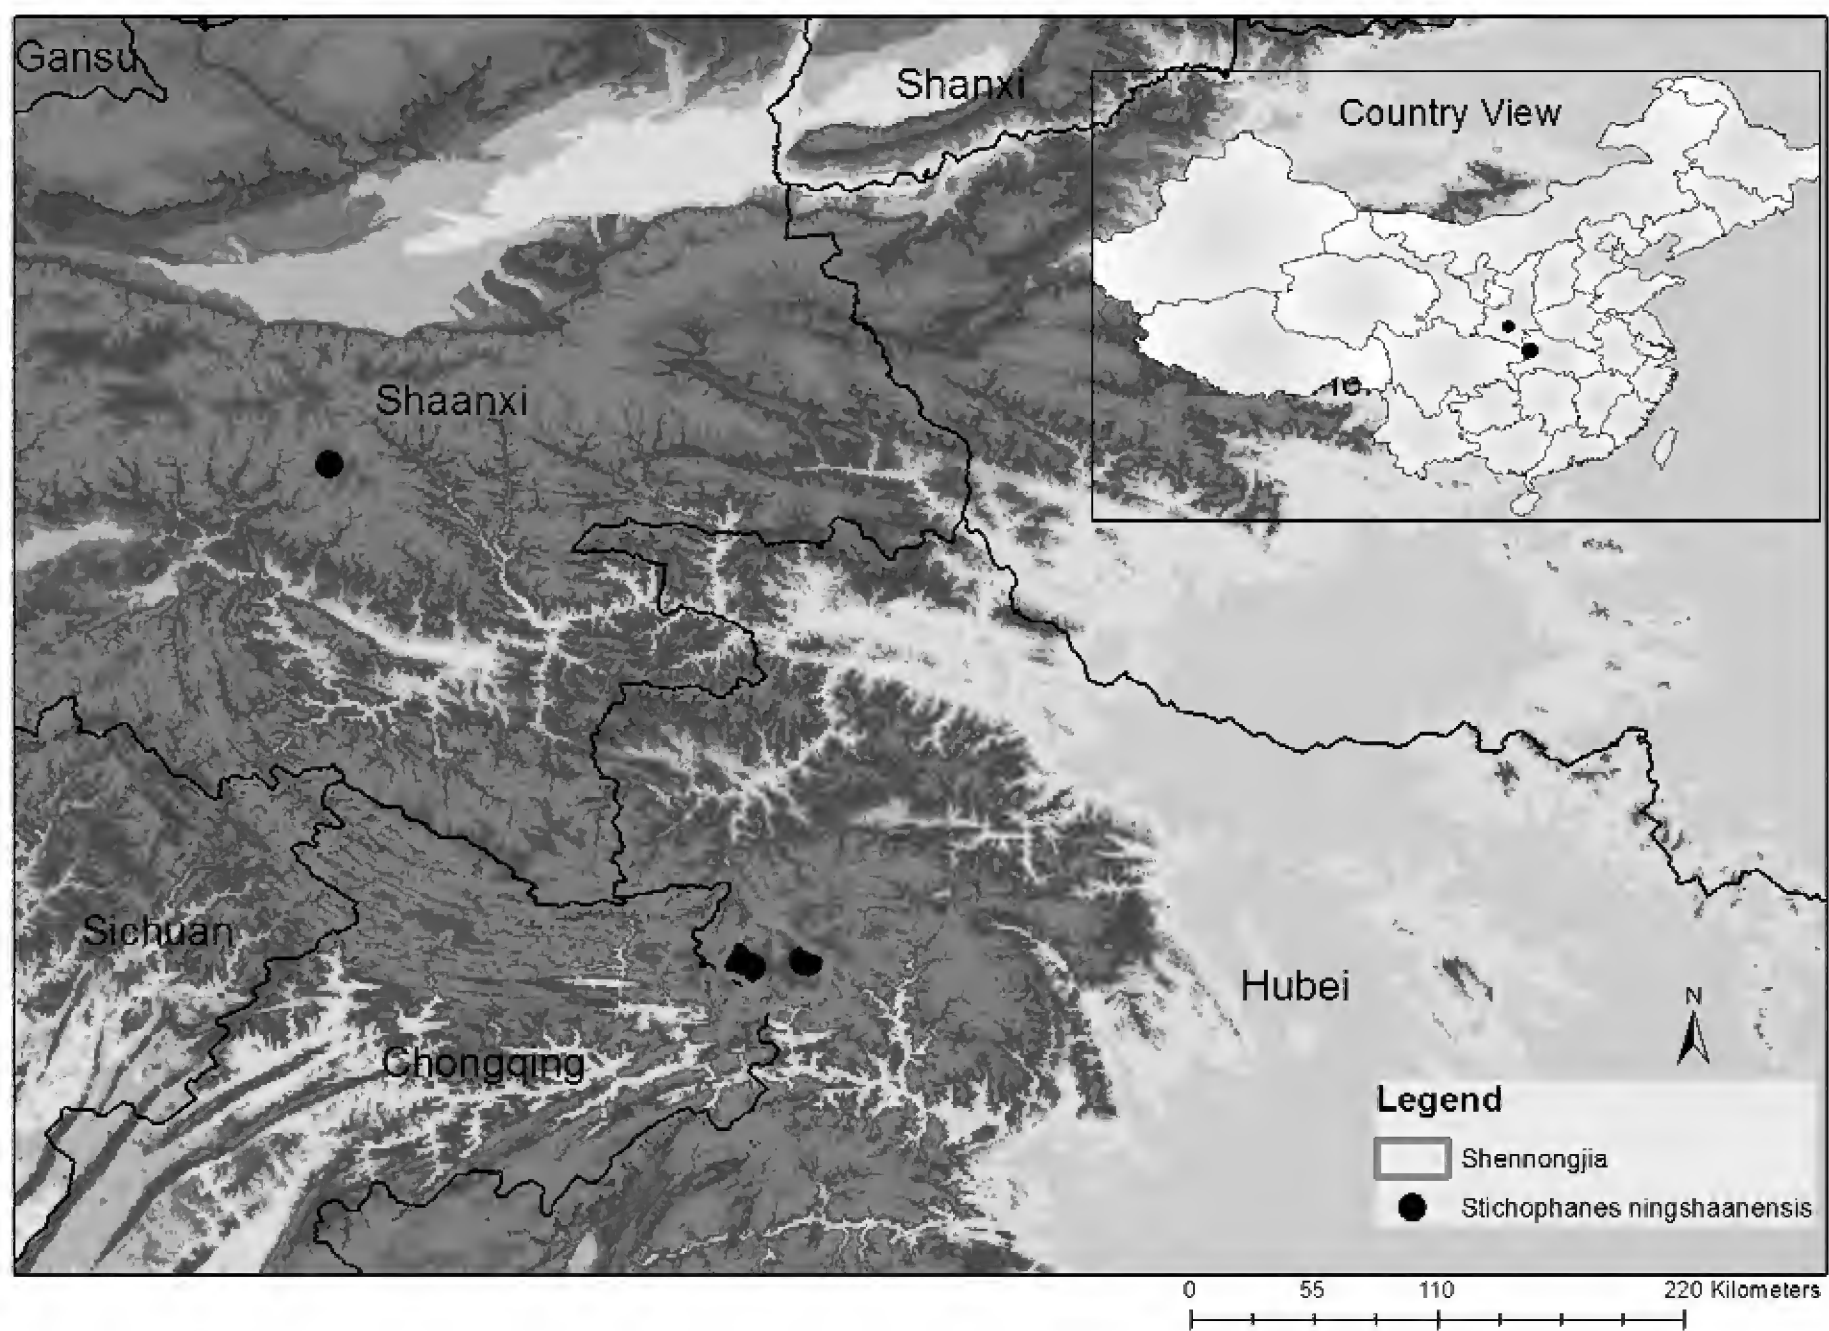 Gansu
Shanxi
Country View
Shaanxi
Sichuan
Hubei
N
Chongqing
Legend
Shennongjia
Stichophanes ningshaanensis
0 55 110 220 Kilometers